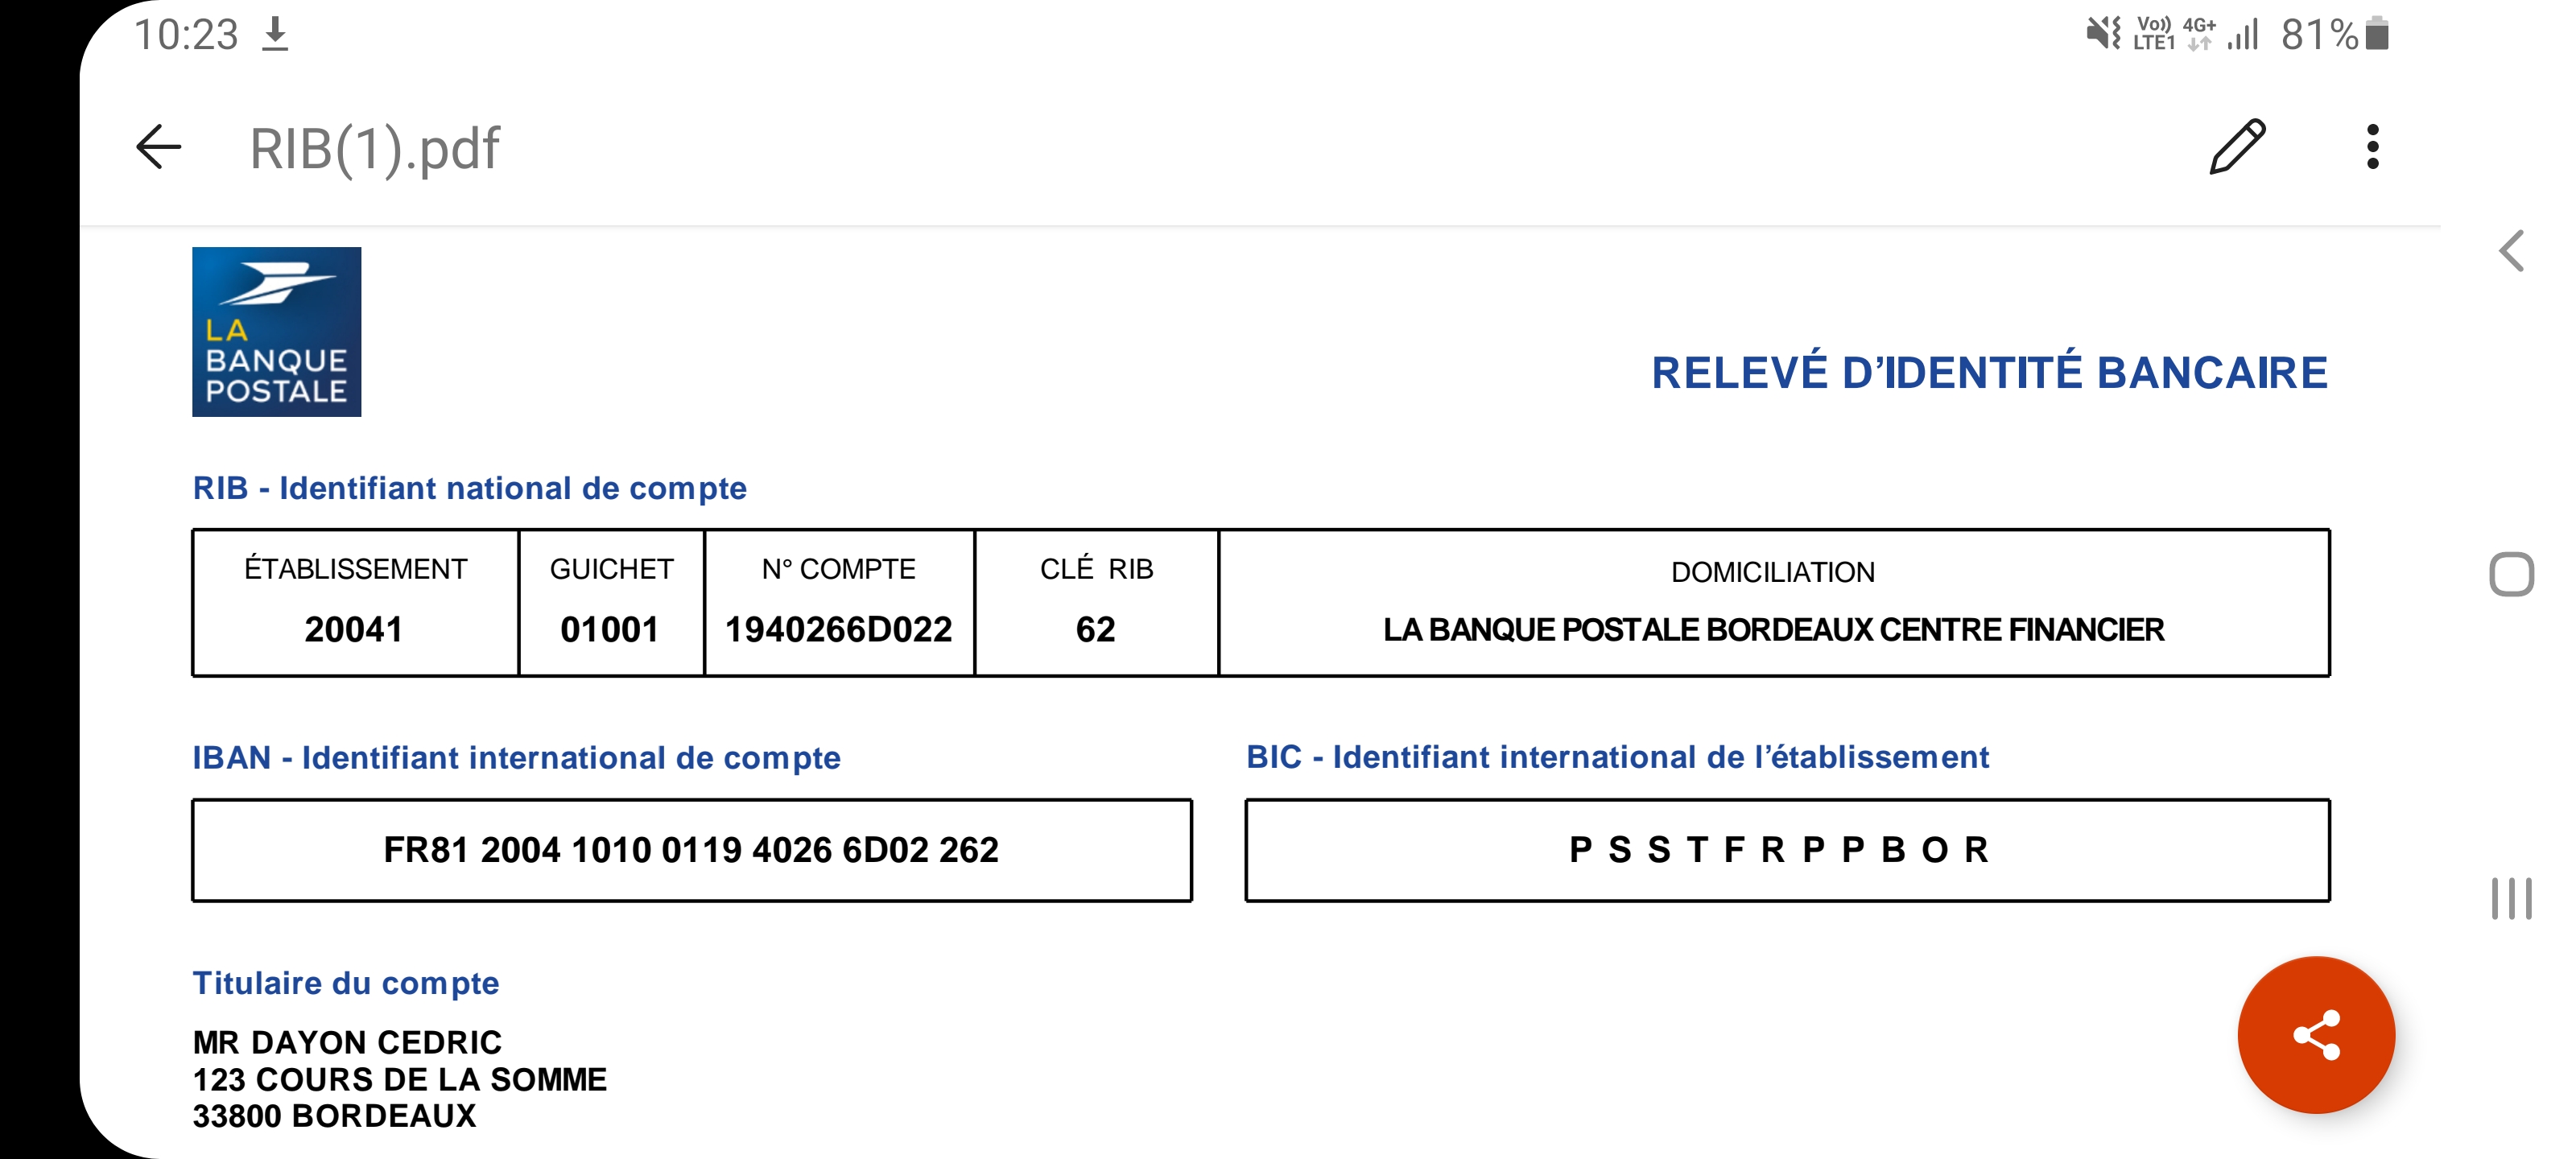 10:23
Vo)) LTE1 4G+ 81%
RIB(1).pdf
LA
BANQUE
POSTALE
RELEVÉ D’IDENTITÉ BANCAIRE
RIB - Identifiant national de compte
ÉTABLISSEMENT GUICHET N° COMPTE CLÉ RIB DOMICILIATION
20041 01001 1940266D022 62 LA BANQUE POSTALE BORDEAUX CENTRE FINANCIER
IBAN - Identifiant international de compte
FR81 2004 1010 0119 4026 6D02 262
BIC - Identifiant international de l’établissement
P S S T F R P P B O R
Titulaire du compte
MR DAYON CEDRIC
123 COURS DE LA SOMME
33800 BORDEAUX